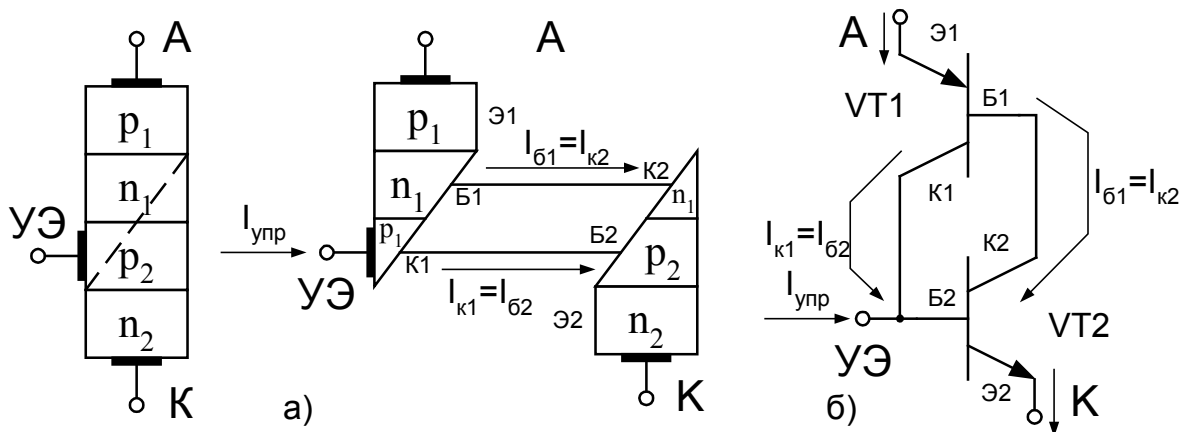 А
p1
n1
p2
n2
УЭ
К
А
p1
Э1
n1
p1
Б1
К1
Iб1=Iк2
К2
n1
Б2
p2
n2
Э2
Iк1=Iб2
Iупр
УЭ
К
а)
А
Э1
VT1
Б1
К1
К2
Iб1=Iк2
Iк1=Iб2
Iупр
Б2
УЭ
VT2
Э2
К
б)